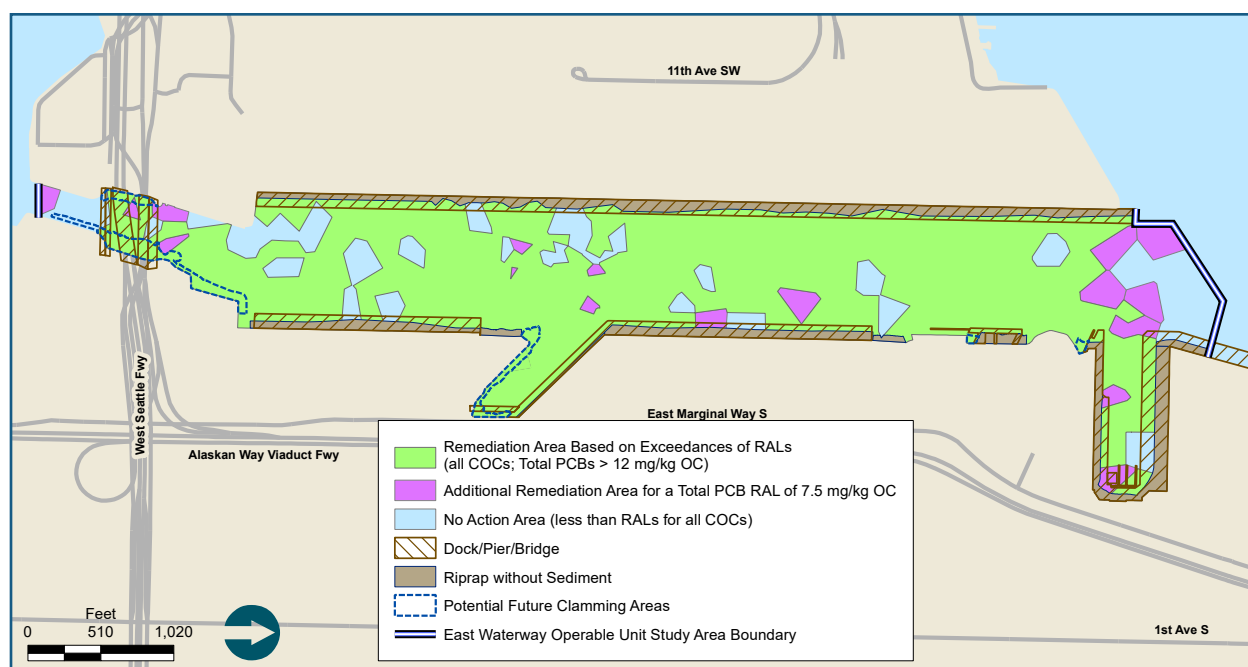 11th Ave SW
West Seattle Fwy
East Marginal Way S
Alaskan Way Viaduct Fwy
Remediation Area Based on Exceedances of RALs
(all COCs; Total PCBs > 12 mg/kg OC)
Additional Remediation Area for a Total PCB RAL of 7.5 mg/kg OC
No Action Area (less than RALs for all COCs)
Dock/Pier/Bridge
Riprap without Sediment
Potential Future Clamming Areas
East Waterway Operable Unit Study Area Boundary
Feet
0 510 1,020
1st Ave S